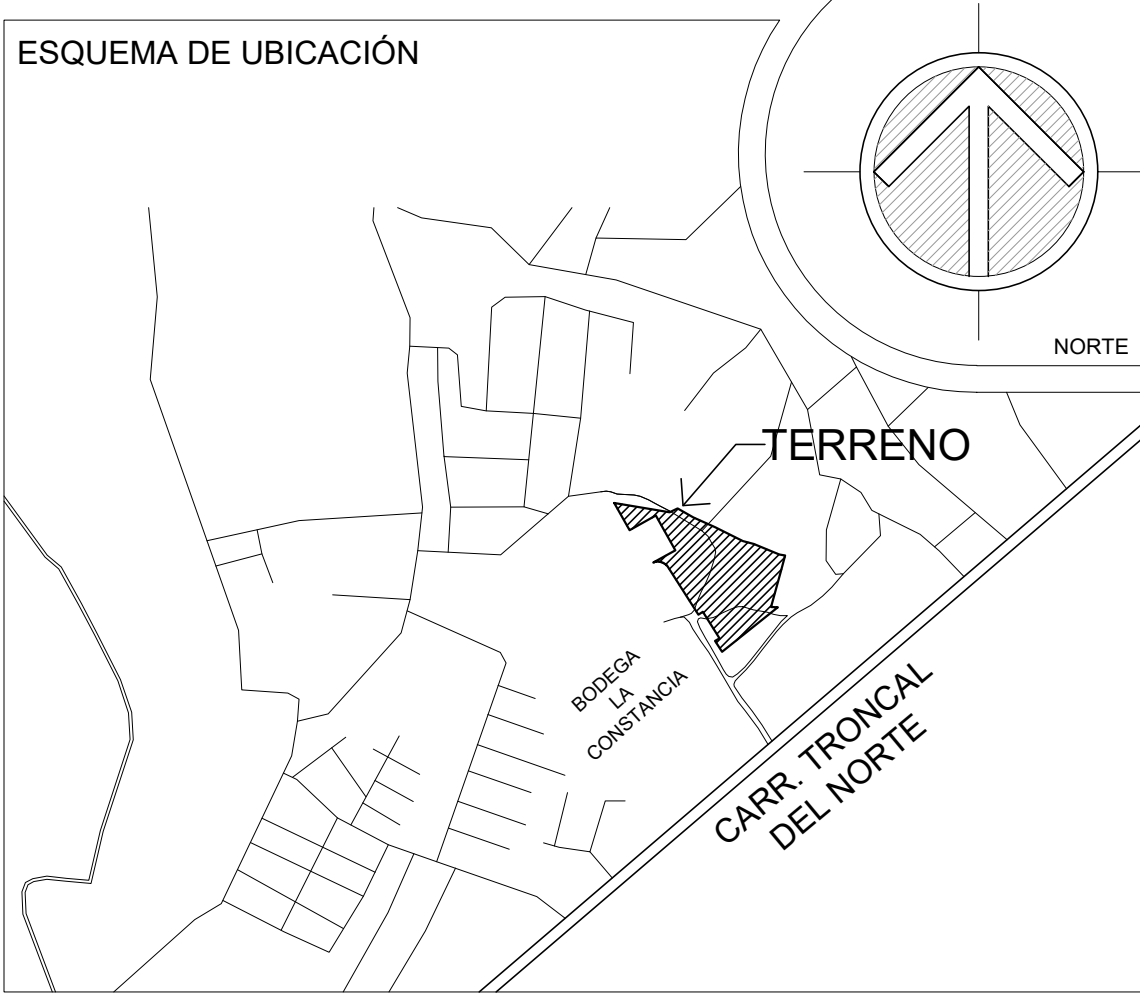 ESQUEMA DE UBICACIÓN
NORTE
TERRENO
BODEGA
LA
CONSTANCIA
CARR. TRONCAL
DEL NORTE